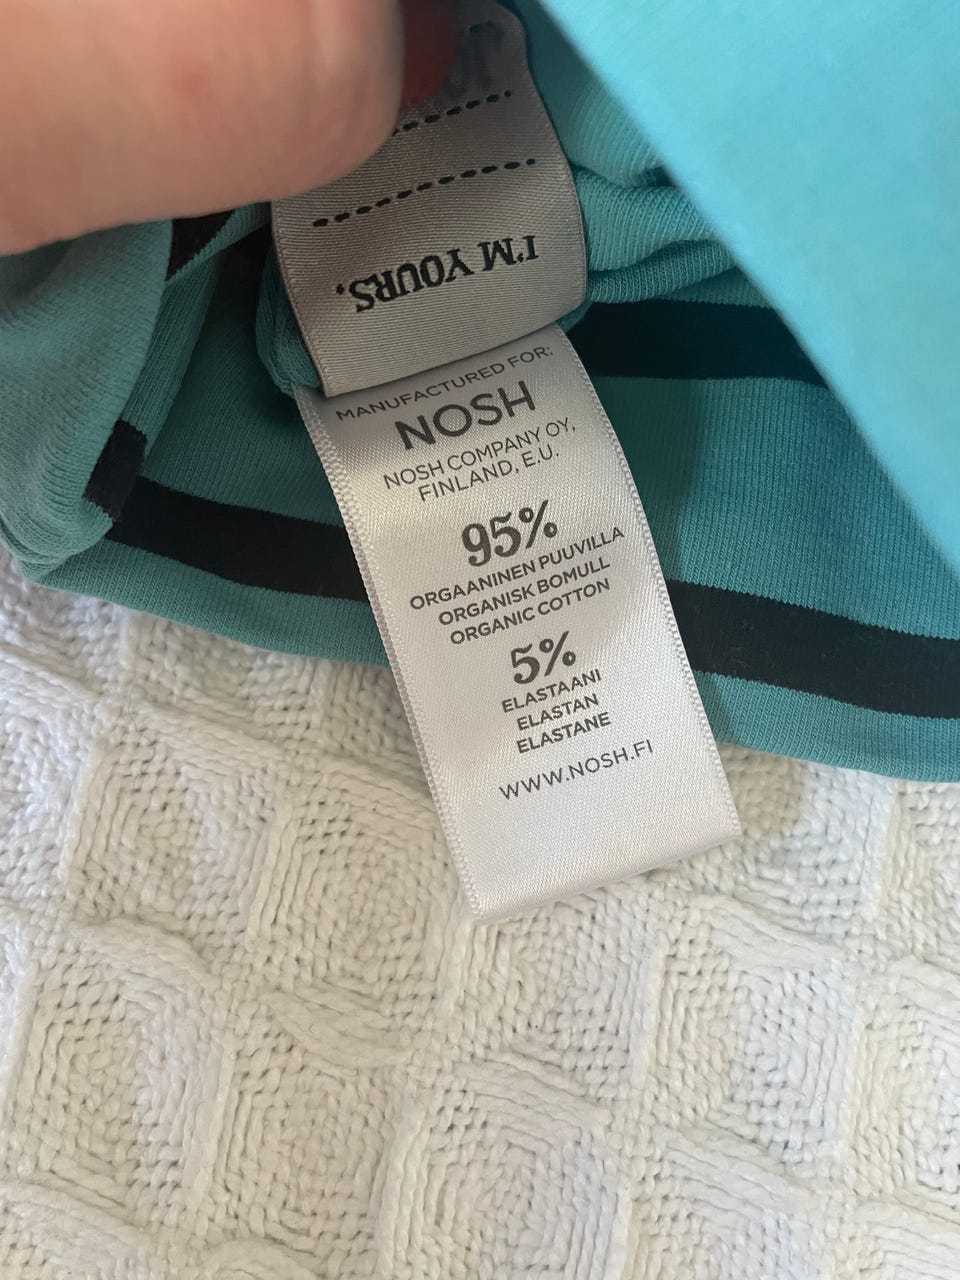 I'M YOURS.
MANUFACTURED FOR:
NOSH
NOSH COMPANY OY,
FINLAND, E.U.
95%
ORGAANINEN PUUVILLA
ORGANISK BOMULL
ORGANIC COTTON
5%
ELASTAANI
ELASTAN
ELASTANE
WWW.NOSH.FI